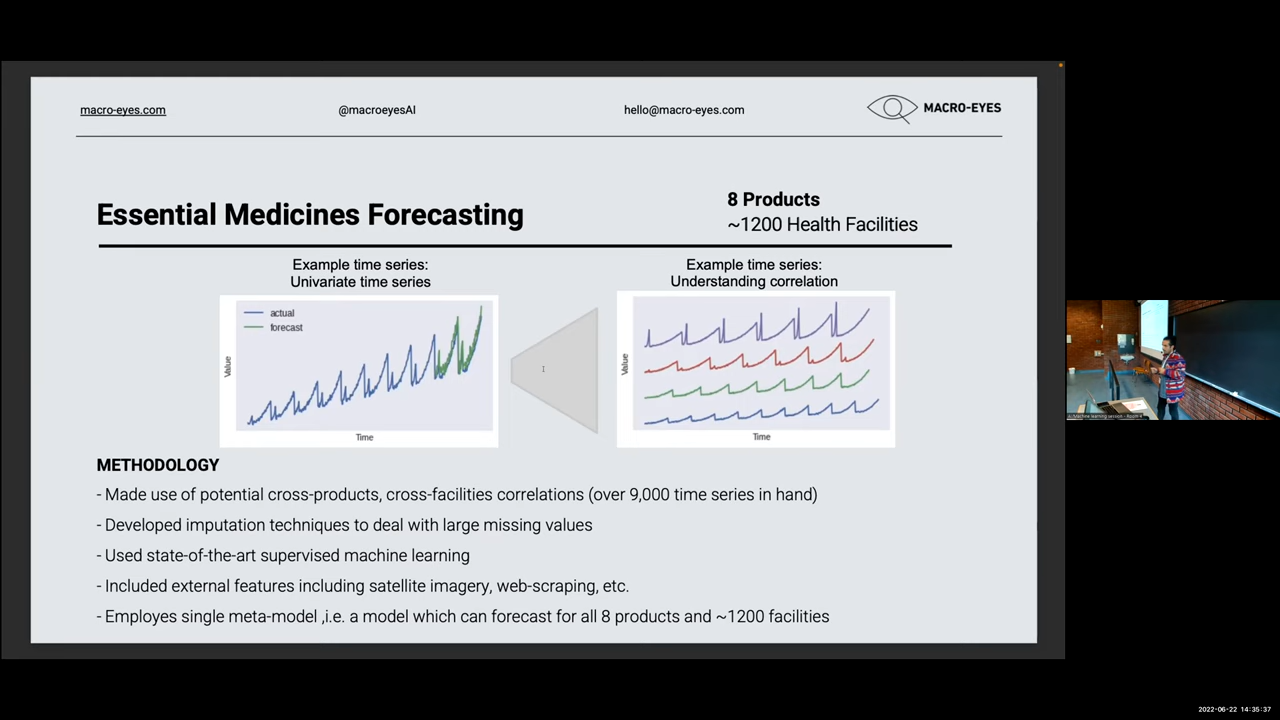 macro-eyes.com
@macroeyesAI
hello@macro-eyes.com
MACRO-EYES
Essential Medicines Forecasting
8 Products
~1200 Health Facilities
Example time series:
Univariate time series
Example time series:
Understanding correlation
actual
forecast
Value
Time
Value
Time
METHODOLOGY
- Made use of potential cross-products, cross-facilities correlations (over 9,000 time series in hand)
- Developed imputation techniques to deal with large missing values
- Used state-of-the-art supervised machine learning
- Included external features including satellite imagery, web-scraping, etc.
- Employes single meta-model ,i.e. a model which can forecast for all 8 products and ~1200 facilities
2022-06-22 14:35:37